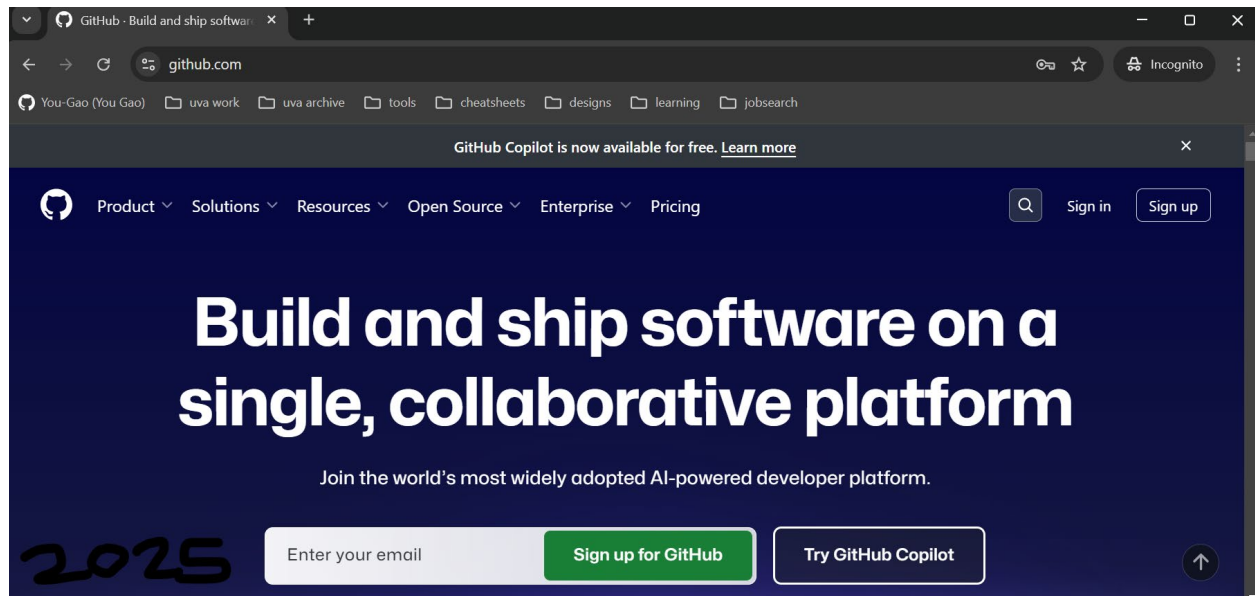 GitHub · Build and ship software
github.com
Incognito
You-Gao (You Gao) uva work uva archive tools cheatsheets designs learning jobsearch
GitHub Copilot is now available for free. Learn more
Product Solutions Resources Open Source Enterprise Pricing Sign in Sign up
Build and ship software on a
single, collaborative platform
Join the world's most widely adopted AI-powered developer platform.
2025 Enter your email Sign up for GitHub Try GitHub Copilot